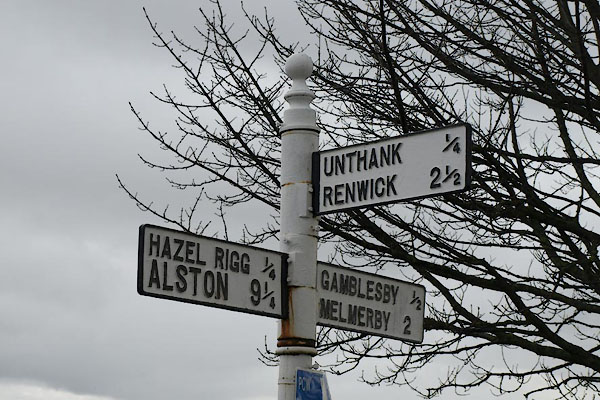 UNTHANK ¼
RENWICK 2½
HAZEL RIGG ¼
ALSTON 9¼
GAMBLESBY ½
MELMERBY 2